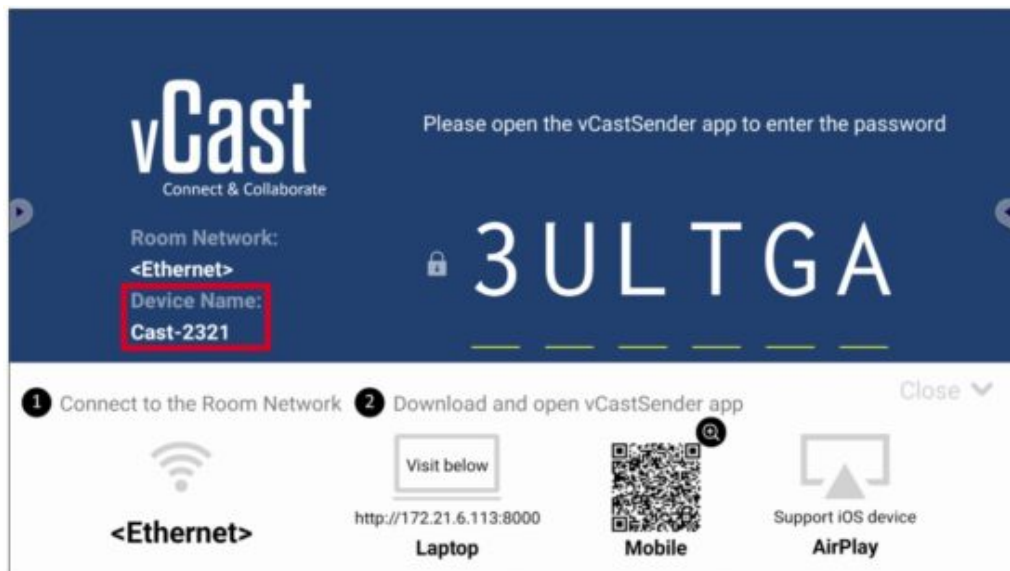 vCast
Connect & Collaborate
Please open the vCastSender app to enter the password
Room Network:
<Ethernet>
Device Name:
Cast-2321
3ULTGA
1 Connect to the Room Network
2 Download and open vCastSender app
Close
<Ethernet>
Visit below
http://172.21.6.113:8000
Laptop
Mobile
Support iOS device
AirPlay